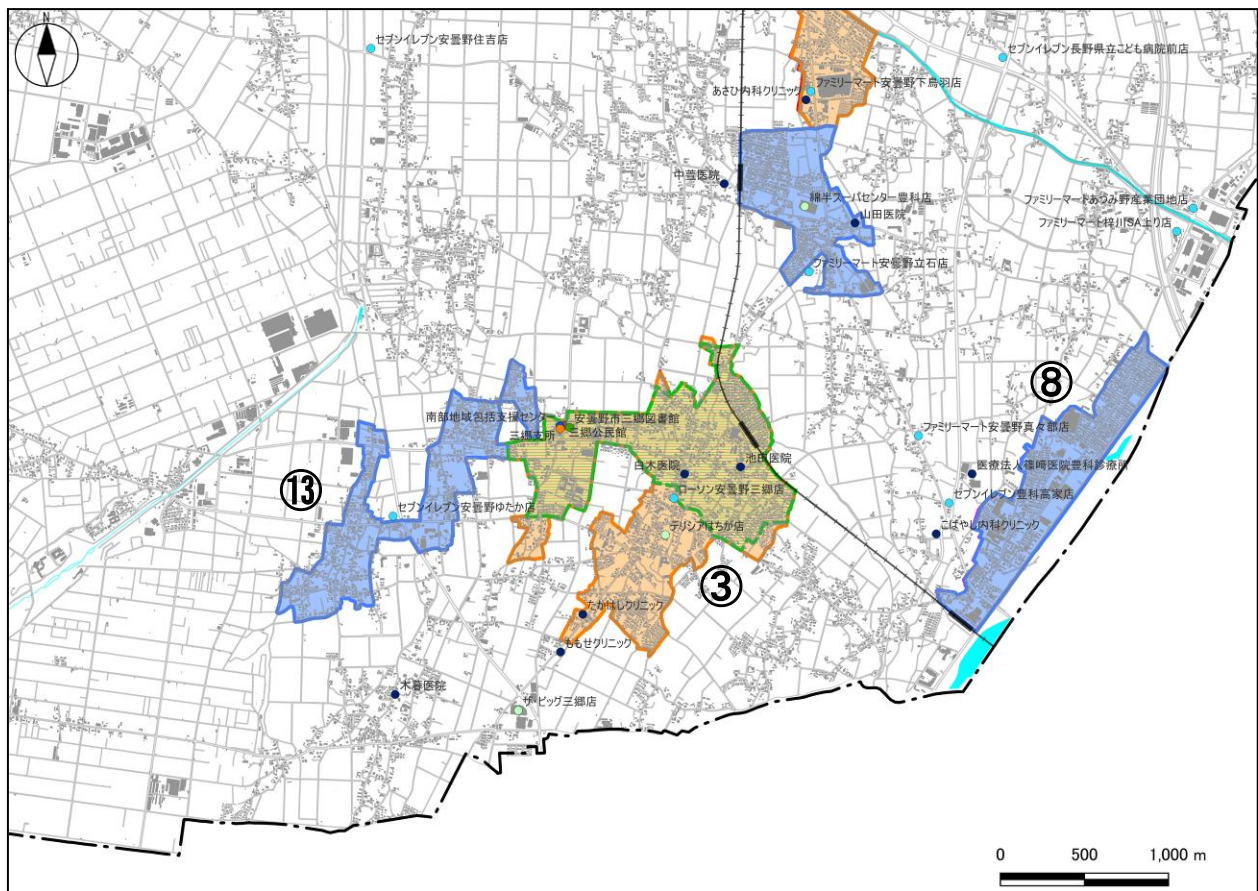 N
セブンイレブン安曇野住吉店
セブンイレブン長野県立こども病院前店
ファミリーマート安曇野下鳥羽店
あさひ内科クリニック
中萱医院
綿半スーパセンター豊科店
山田医院
ファミリーマートあづみ野産業団地店
ファミリーマート梓川SA上り店
ファミリーマート安曇野立石店
⑧
南部地域包括支援センター
安曇野市三郷図書館
三郷支所
三郷公民館
ファミリーマート安曇野真々部店
白木医院
池田医院
医療法人篠崎医院豊科診療所
⑬
セブンイレブン安曇野ゆたか店
ローソン安曇野三郷店
セブンイレブン豊科高家店
デリシアはちが店
こばやし内科クリニック
③
たかはしクリニック
ももせクリニック
木暮医院
ザ・ビッグ三郷店
0 500 1,000 m